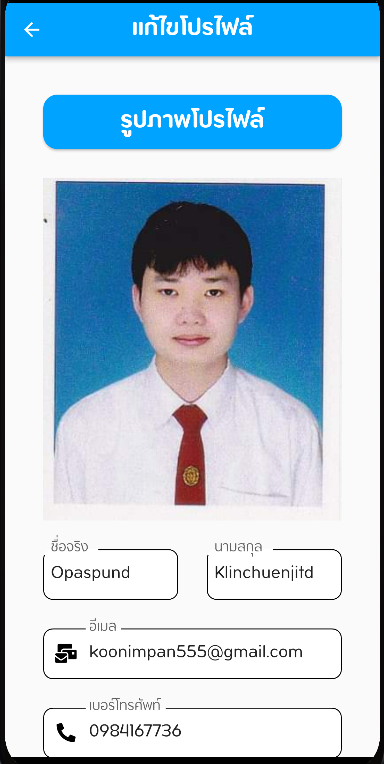 แก้ไขโปรไฟล์
รูปภาพโปรไฟล์
ชื่อจริง
Opaspund
นามสกุล
Klinchuenjitd
อีเมล
koonimpan555@gmail.com
เบอร์โทรศัพท์
0984167736